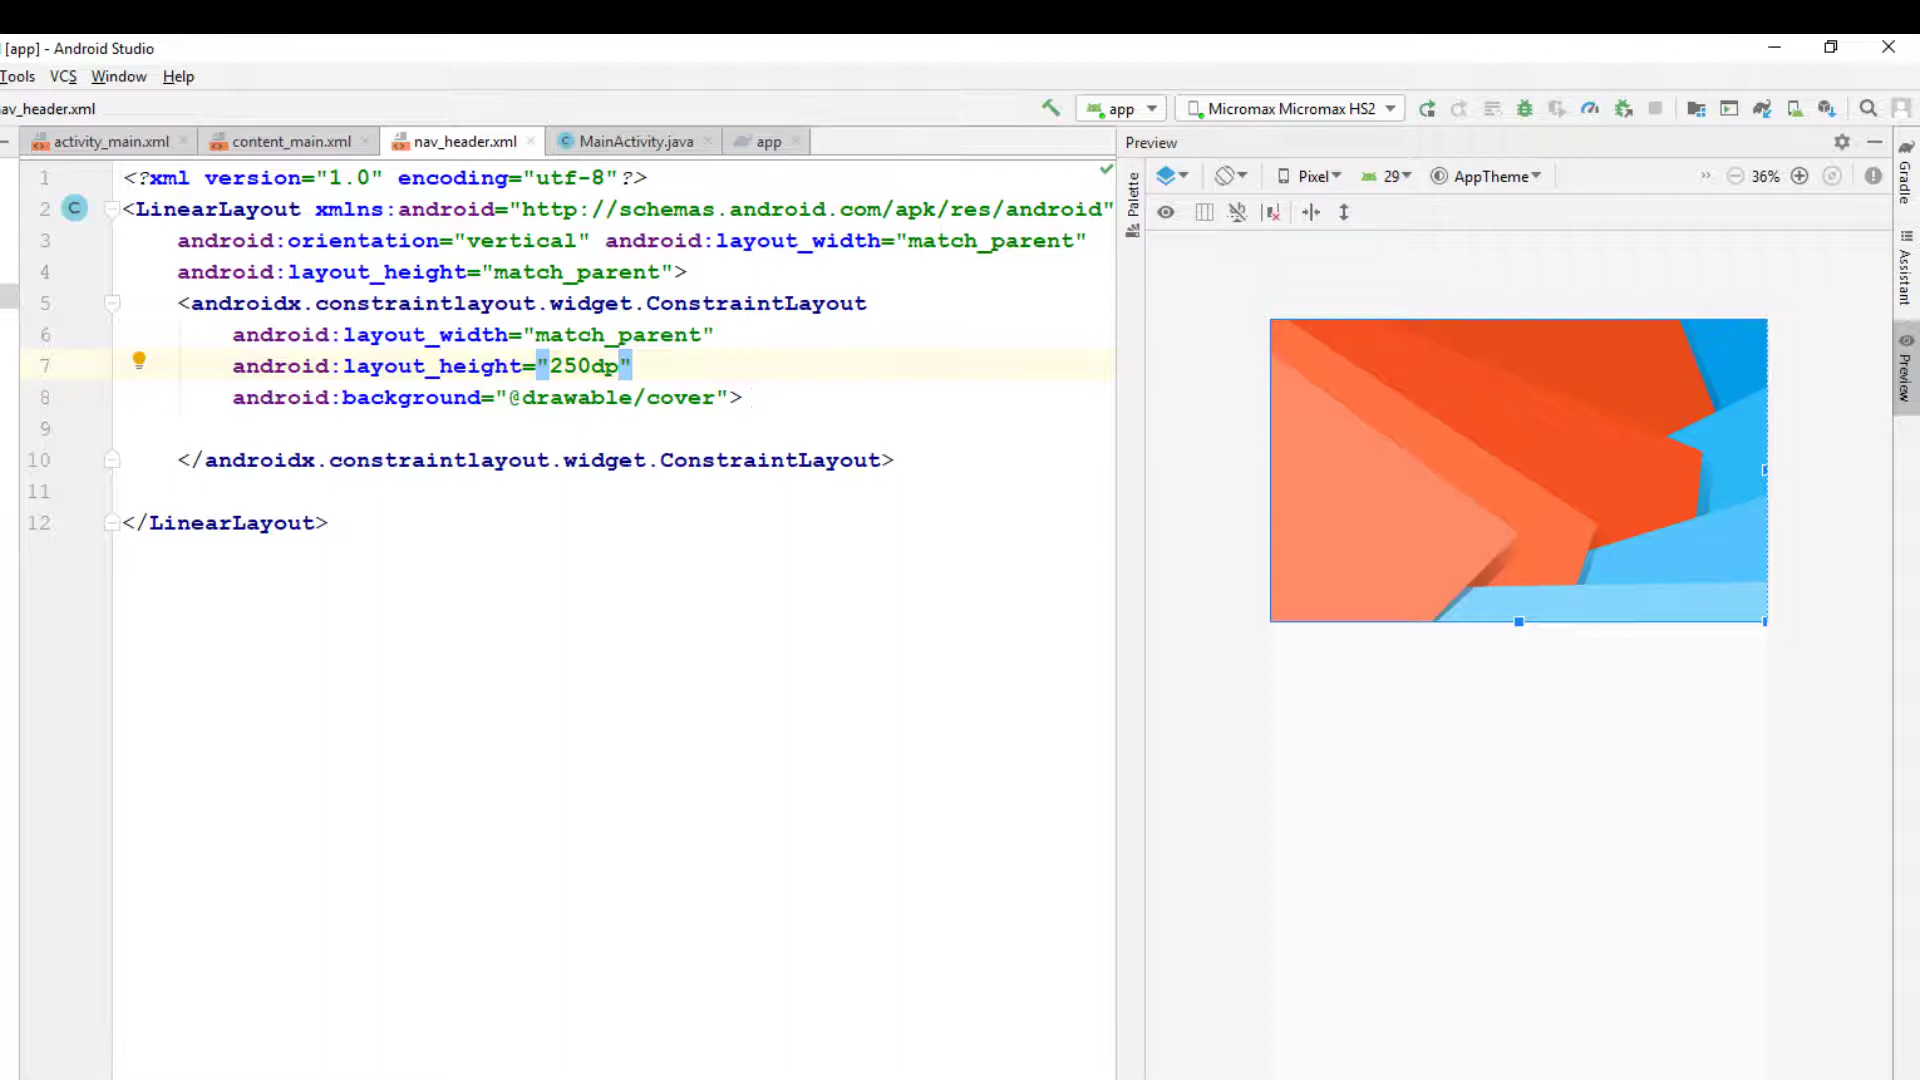 [app] - Android Studio
Tools VCS Window Help
av_header.xml
app
Micromax Micromax HS2
activity_main.xml
content_main.xml
nav_header.xml
MainActivity.java
app
Preview
1 <?xml version="1.0" encoding="utf-8"?>
2 <LinearLayout xmlns:android="http://schemas.android.com/apk/res/android"
3 android:orientation="vertical" android:layout_width="match_parent"
4 android:layout_height="match_parent">
5 <androidx.constraintlayout.widget.ConstraintLayout
6 android:layout_width="match_parent"
7 android:layout_height="250dp"
8 android:background="@drawable/cover">
9
10 </androidx.constraintlayout.widget.ConstraintLayout>
11
12 </LinearLayout>
C
Palette
Pixel
29
AppTheme
36%
Gradle
Assistant
Preview